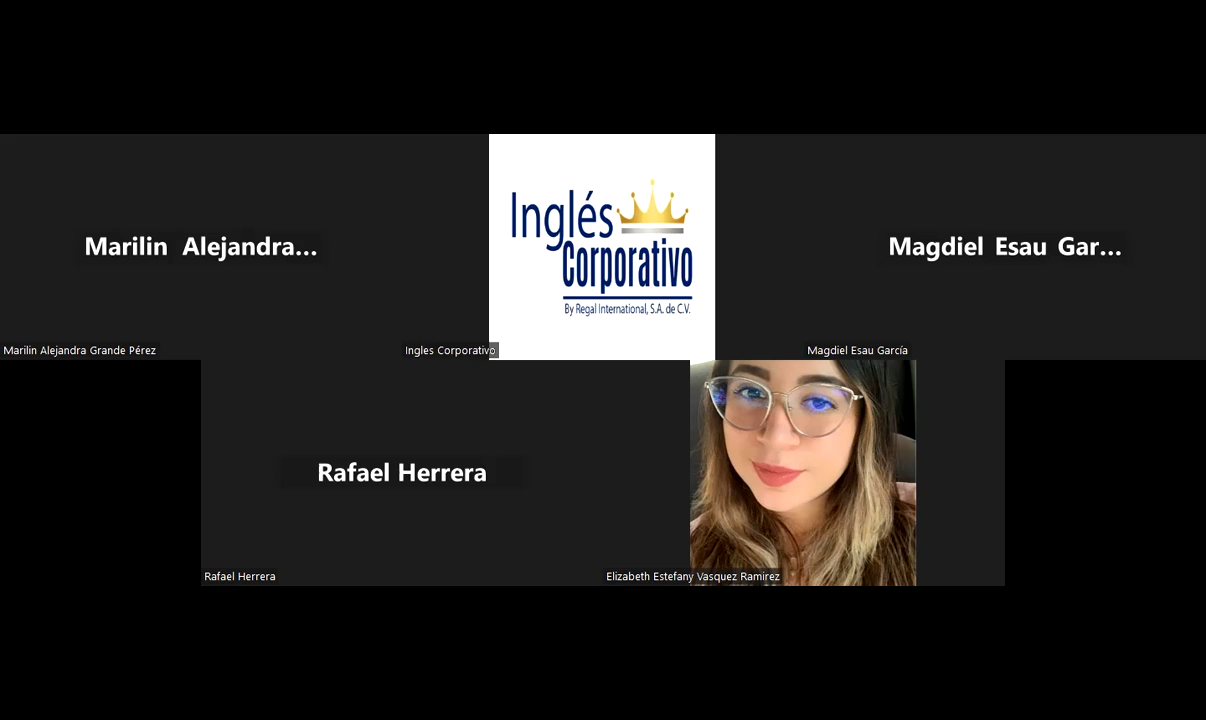 Marilin Alejandra...
Inglés
Corporativo
By Regal International, S.A. de C.V.
Magdiel Esau Gar...
Marilin Alejandra Grande Pérez
Ingles Corporativo
Magdiel Esau García
Rafael Herrera
Rafael Herrera
Elizabeth Estefany Vasquez Ramirez